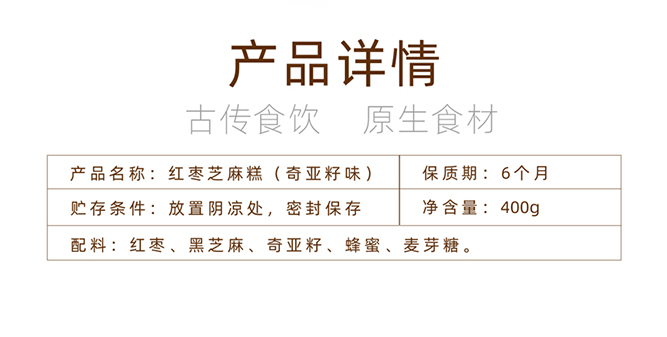 产品详情
古传食饮 原生食材
产品名称：红枣芝麻糕（奇亚籽味） 保质期：6个月
贮存条件：放置阴凉处，密封保存 净含量：400g
配料：红枣、黑芝麻、奇亚籽、蜂蜜、麦芽糖。